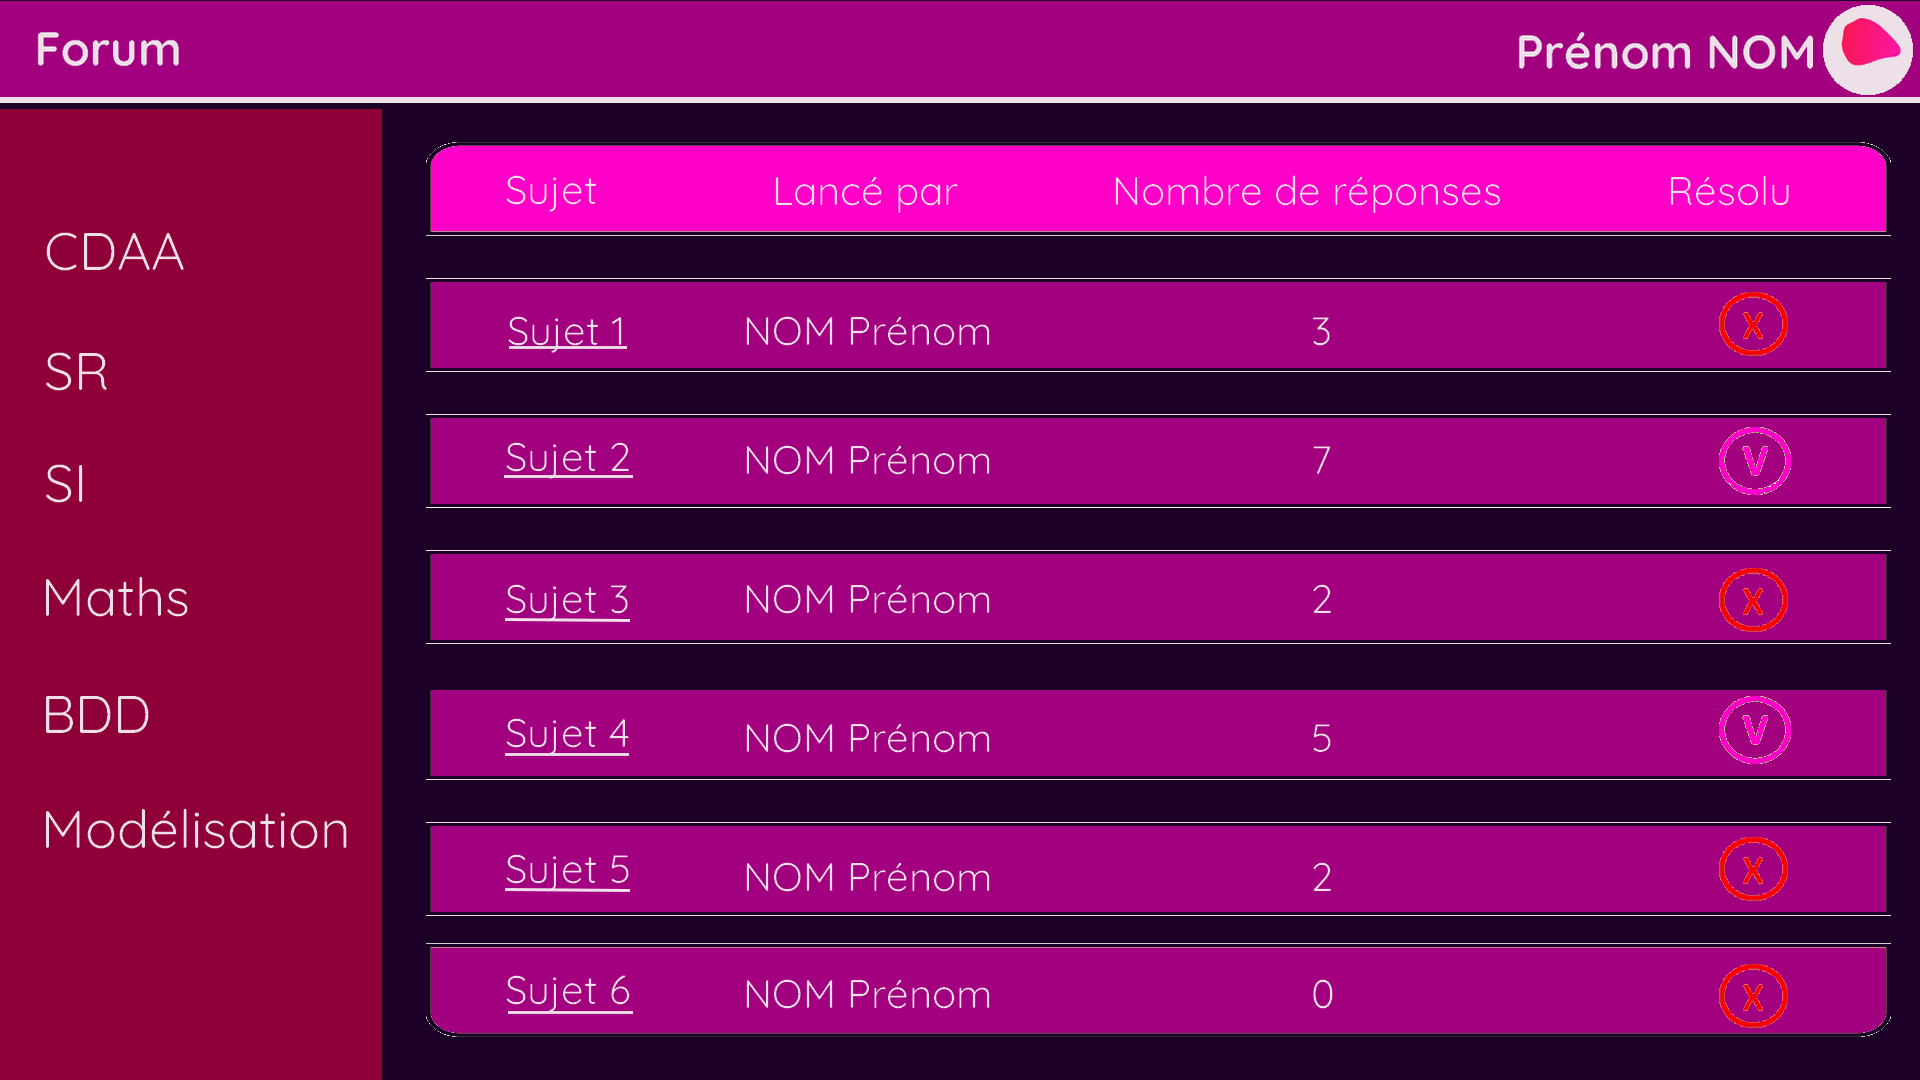 Forum
Prénom NOM
CDAA
SR
SI
Maths
BDD
Modélisation
Sujet Lancé par Nombre de réponses Résolu
Sujet 1 NOM Prénom 3 X
Sujet 2 NOM Prénom 7 V
Sujet 3 NOM Prénom 2 X
Sujet 4 NOM Prénom 5 V
Sujet 5 NOM Prénom 2 X
Sujet 6 NOM Prénom 0 X